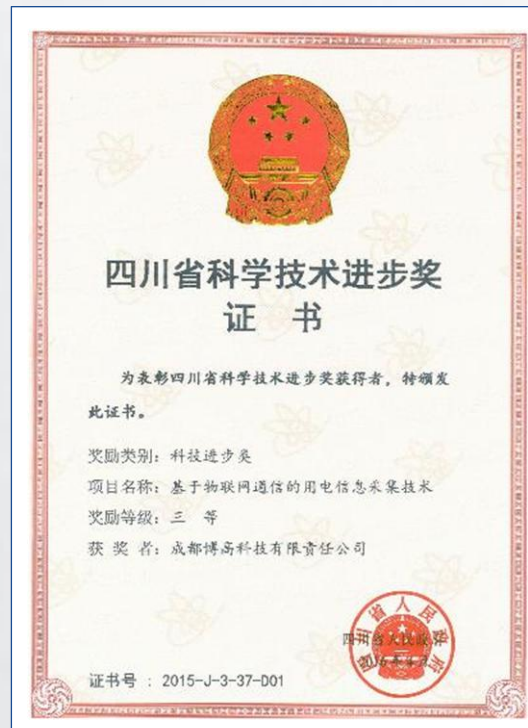 四川省科学技术进步奖
证 书
为表彰四川省科学技术进步奖获得者，特颁发
此证书。
奖励类别：科技进步奖
项目名称：基于物联网通信的用电信息采集技术
奖励等级：三 等
获 奖 者：成都博高科技有限责任公司
四川省人民政府
证书号 ：2015-J-3-37-D01